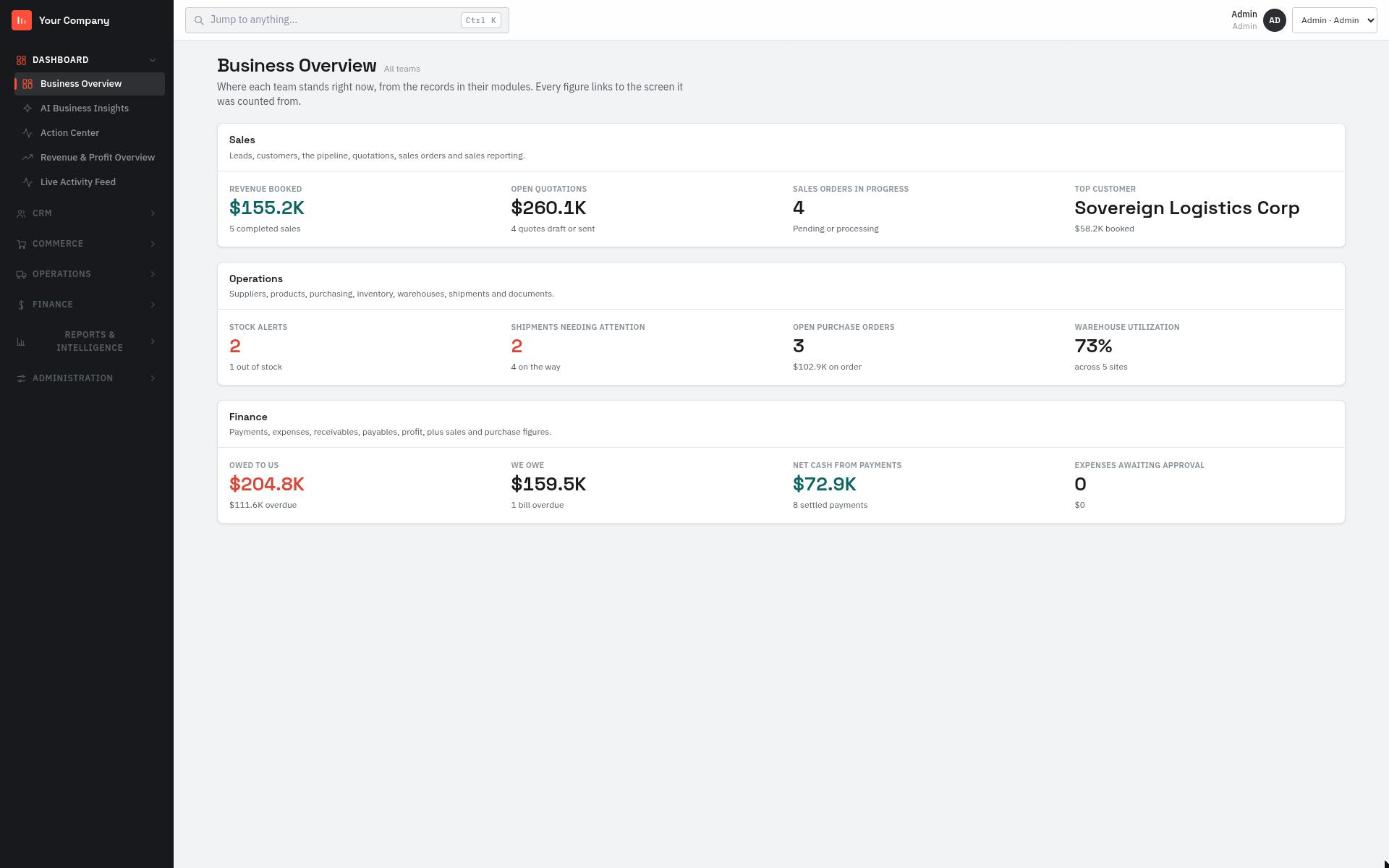 Your Company
Jump to anything...
Ctrl K
Admin
Admin
AD
Admin · Admin
DASHBOARD
Business Overview
AI Business Insights
Action Center
Revenue & Profit Overview
Live Activity Feed
CRM
COMMERCE
OPERATIONS
FINANCE
REPORTS &
INTELLIGENCE
ADMINISTRATION
Business Overview All teams
Where each team stands right now, from the records in their modules. Every figure links to the screen it
was counted from.
Sales
Leads, customers, the pipeline, quotations, sales orders and sales reporting.
REVENUE BOOKED
$155.2K
5 completed sales
OPEN QUOTATIONS
$260.1K
4 quotes draft or sent
SALES ORDERS IN PROGRESS
4
Pending or processing
TOP CUSTOMER
Sovereign Logistics Corp
$58.2K booked
Operations
Suppliers, products, purchasing, inventory, warehouses, shipments and documents.
STOCK ALERTS
2
1 out of stock
SHIPMENTS NEEDING ATTENTION
2
4 on the way
OPEN PURCHASE ORDERS
3
$102.9K on order
WAREHOUSE UTILIZATION
73%
across 5 sites
Finance
Payments, expenses, receivables, payables, profit, plus sales and purchase figures.
OWED TO US
$204.8K
$111.6K overdue
WE OWE
$159.5K
1 bill overdue
NET CASH FROM PAYMENTS
$72.9K
8 settled payments
EXPENSES AWAITING APPROVAL
0
$0